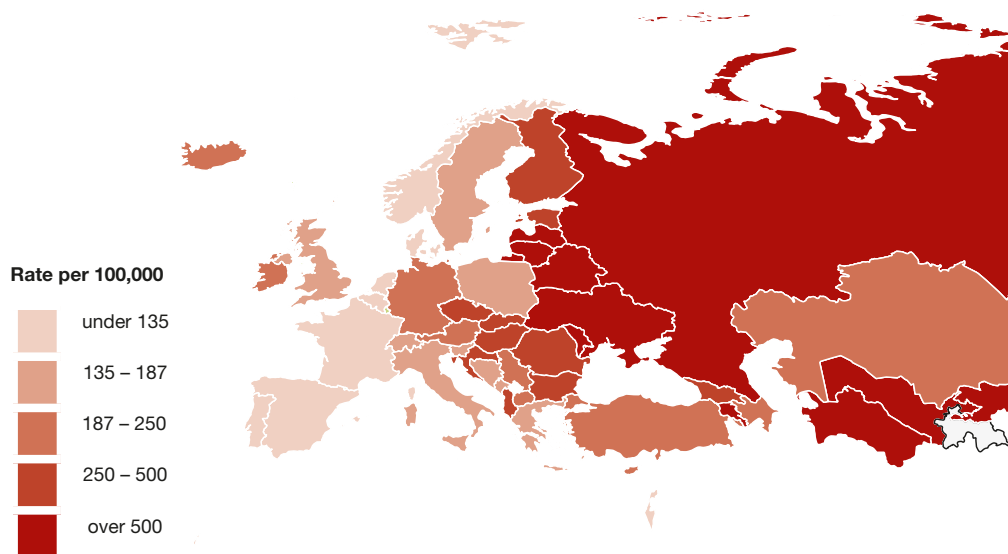 Rate per 100,000
under 135
135 – 187
187 – 250
250 – 500
over 500